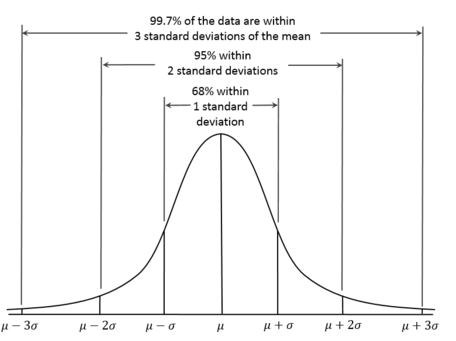 99.7% of the data are within
3 standard deviations of the mean
95% within
2 standard deviations
68% within
1 standard
deviation
μ − 3σ μ − 2σ μ − σ μ μ + σ μ + 2σ μ + 3σ